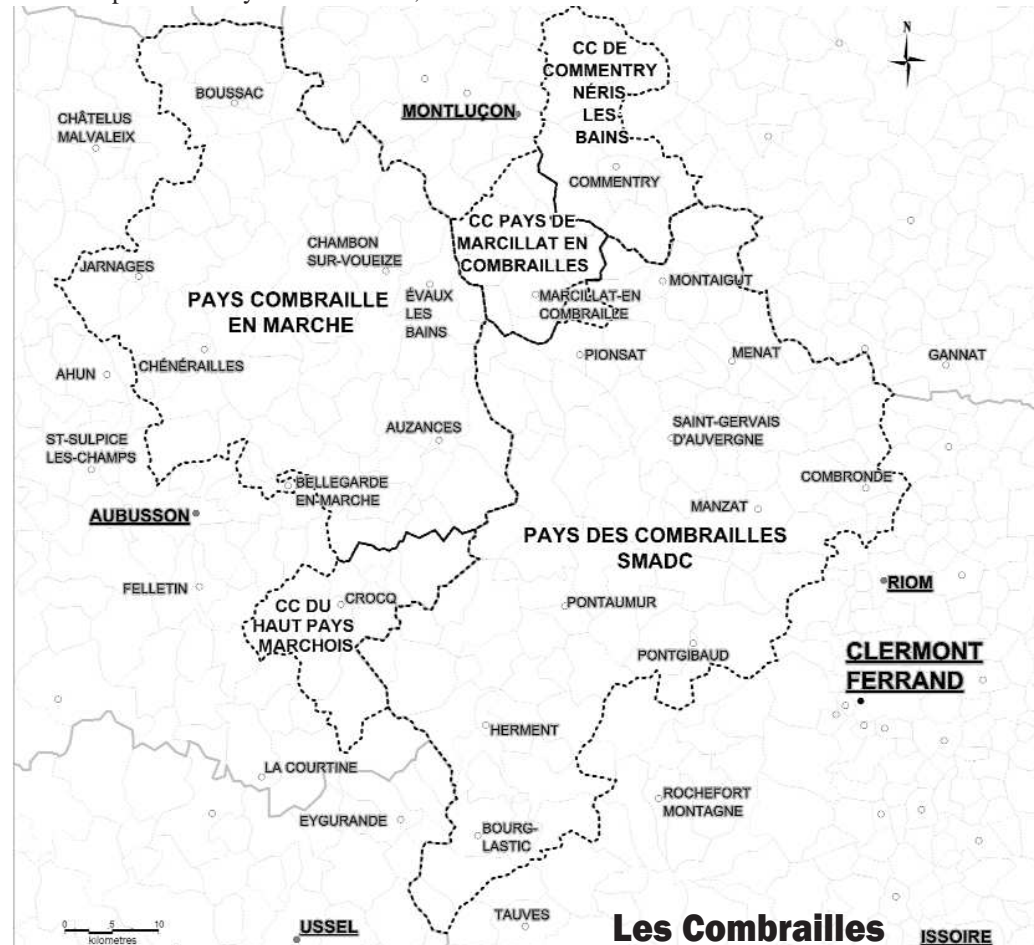 N
CC DE
COMMENTRY
NÉRIS
LES
BAINS
BOUSSAC
MONTLUÇON
CHÂTELUS
MALVALEIX
COMMENTRY
CC PAYS DE
MARCILLAT EN
COMBRAILLES
CHAMBON
SUR-VOUEIZE
JARNAGES
MONTAIGUT
PAYS COMBRAILLE
EN MARCHE
ÉVAUX
LES
BAINS
MARCILLAT-EN
COMBRAILLE
PIONSAT
MENAT
GANNAT
CHÉNÉRAILLES
AHUN
AUZANCES
SAINT-GERVAIS
D'AUVERGNE
ST-SULPICE
LES-CHAMPS
BELLEGARDE
EN MARCHE
COMBRONDE
MANZAT
AUBUSSON
PAYS DES COMBRAILLES
SMADC
FELLETIN
RIOM
CROCQ
CC DU
HAUT PAYS
MARCHOIS
PONTAUMUR
PONTGIBAUD
CLERMONT
FERRAND
HERMENT
LA COURTINE
ROCHEFORT
MONTAGNE
EYGURANDE
BOURG-
LASTIC
0 5 10
kilometres
USSEL
TAUVES
Les Combrailles
ISSOIRE